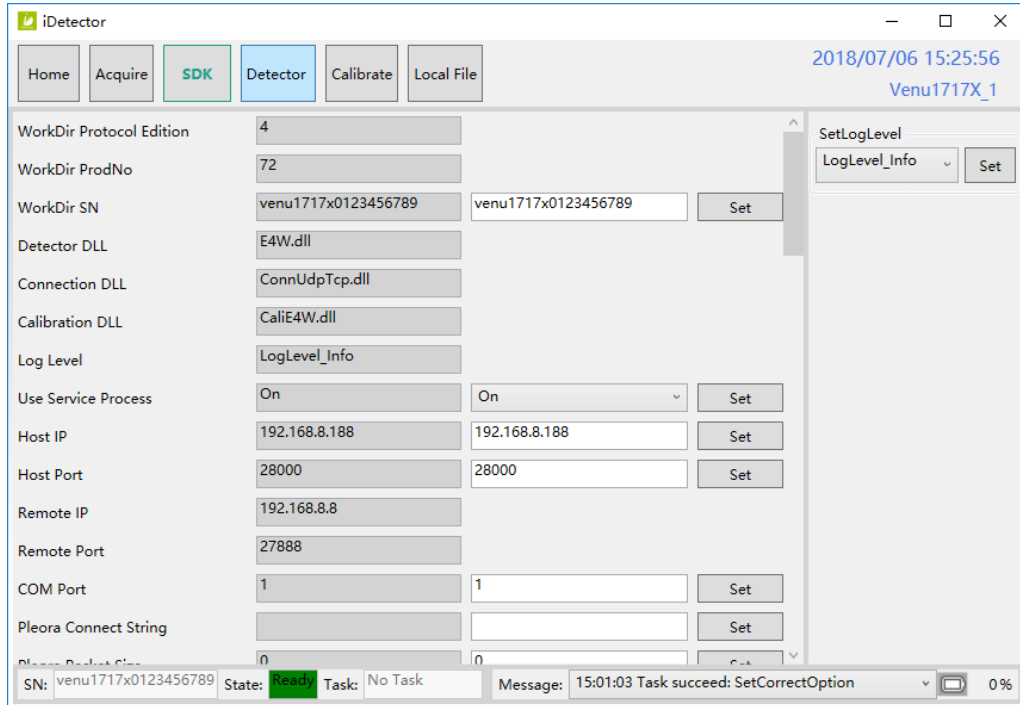 iDetector
Home Acquire SDK Detector Calibrate Local File
2018/07/06 15:25:56
Venu1717X_1
WorkDir Protocol Edition 4
WorkDir ProdNo 72
WorkDir SN venu1717x0123456789 venu1717x0123456789 Set
Detector DLL E4W.dll
Connection DLL ConnUdpTcp.dll
Calibration DLL CaliE4W.dll
Log Level LogLevel_Info
Use Service Process On On Set
Host IP 192.168.8.188 192.168.8.188 Set
Host Port 28000 28000 Set
Remote IP 192.168.8.8
Remote Port 27888
COM Port 1 1 Set
Pleora Connect String Set
Pleora Packet Size 0 0 Set
SetLogLevel
LogLevel_Info Set
SN: venu1717x0123456789 State: Ready Task: No Task Message: 15:01:03 Task succeed: SetCorrectOption 0%